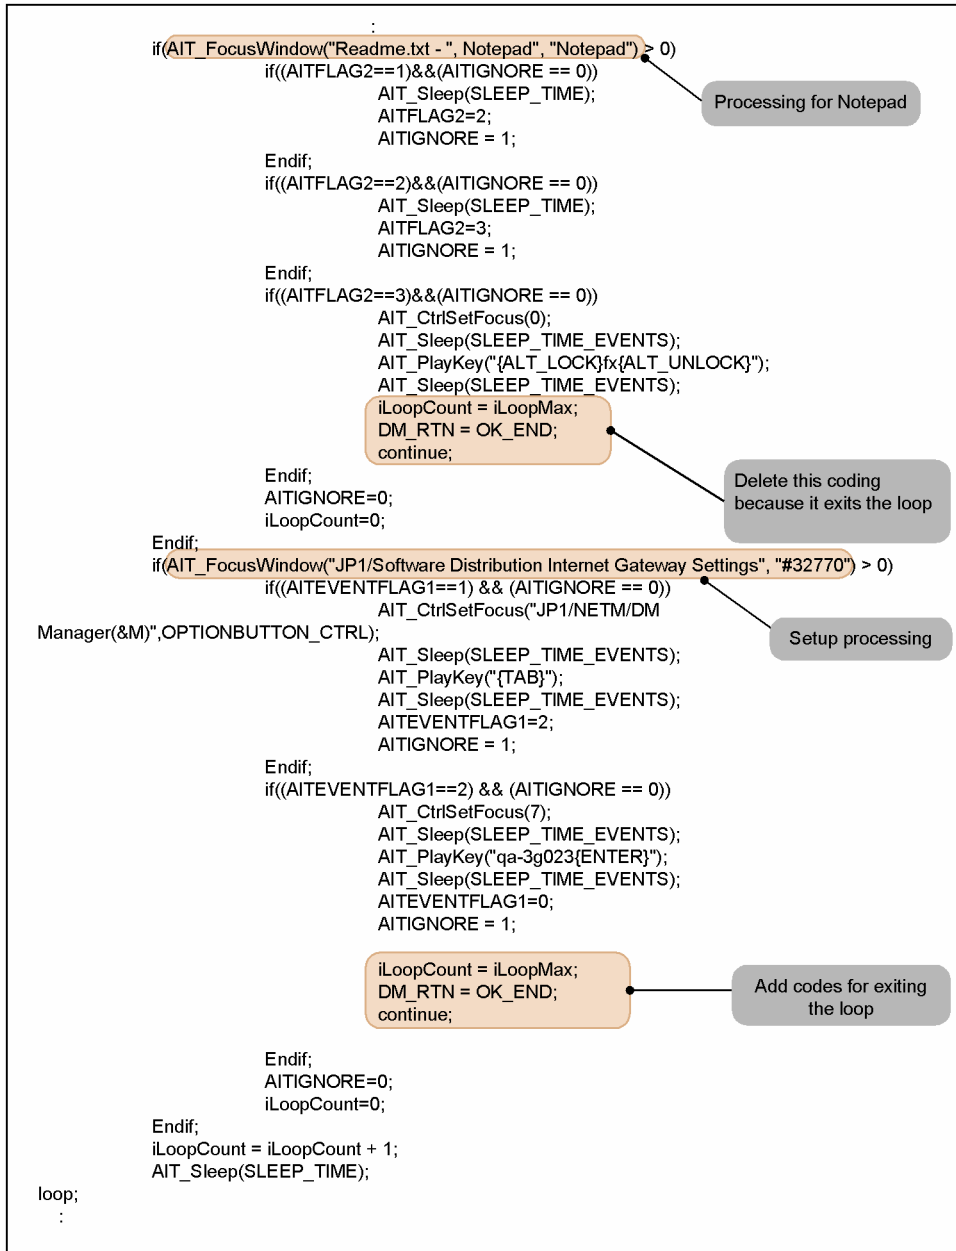 :
if(AIT_FocusWindow("Readme.txt - ", Notepad", "Notepad") > 0)
if((AITFLAG2==1)&&(AITIGNORE == 0))
AIT_Sleep(SLEEP_TIME);
Processing for Notepad
AITFLAG2=2;
AITIGNORE = 1;
Endif;
if((AITFLAG2==2)&&(AITIGNORE == 0))
AIT_Sleep(SLEEP_TIME);
AITFLAG2=3;
AITIGNORE = 1;
Endif;
if((AITFLAG2==3)&&(AITIGNORE == 0))
AIT_CtrlSetFocus(0);
AIT_Sleep(SLEEP_TIME_EVENTS);
AIT_PlayKey("{ALT_LOCK}fx{ALT_UNLOCK}");
AIT_Sleep(SLEEP_TIME_EVENTS);
iLoopCount = iLoopMax;
DM_RTN = OK_END;
continue;
Delete this coding
because it exits the loop
Endif;
AITIGNORE=0;
iLoopCount=0;
Endif;
if(AIT_FocusWindow("JP1/Software Distribution Internet Gateway Settings", "#32770") > 0)
if((AITEVENTFLAG1==1) && (AITIGNORE == 0))
AIT_CtrlSetFocus("JP1/NETM/DM
Manager(&M)",OPTIONBUTTON_CTRL);
Setup processing
AIT_Sleep(SLEEP_TIME_EVENTS);
AIT_PlayKey("{TAB}");
AIT_Sleep(SLEEP_TIME_EVENTS);
AITEVENTFLAG1=2;
AITIGNORE = 1;
Endif;
if((AITEVENTFLAG1==2) && (AITIGNORE == 0))
AIT_CtrlSetFocus(7);
AIT_Sleep(SLEEP_TIME_EVENTS);
AIT_PlayKey("qa-3g023{ENTER}");
AIT_Sleep(SLEEP_TIME_EVENTS);
AITEVENTFLAG1=0;
AITIGNORE = 1;
iLoopCount = iLoopMax;
DM_RTN = OK_END;
continue;
Add codes for exiting
the loop
Endif;
AITIGNORE=0;
iLoopCount=0;
Endif;
iLoopCount = iLoopCount + 1;
AIT_Sleep(SLEEP_TIME);
loop;
: